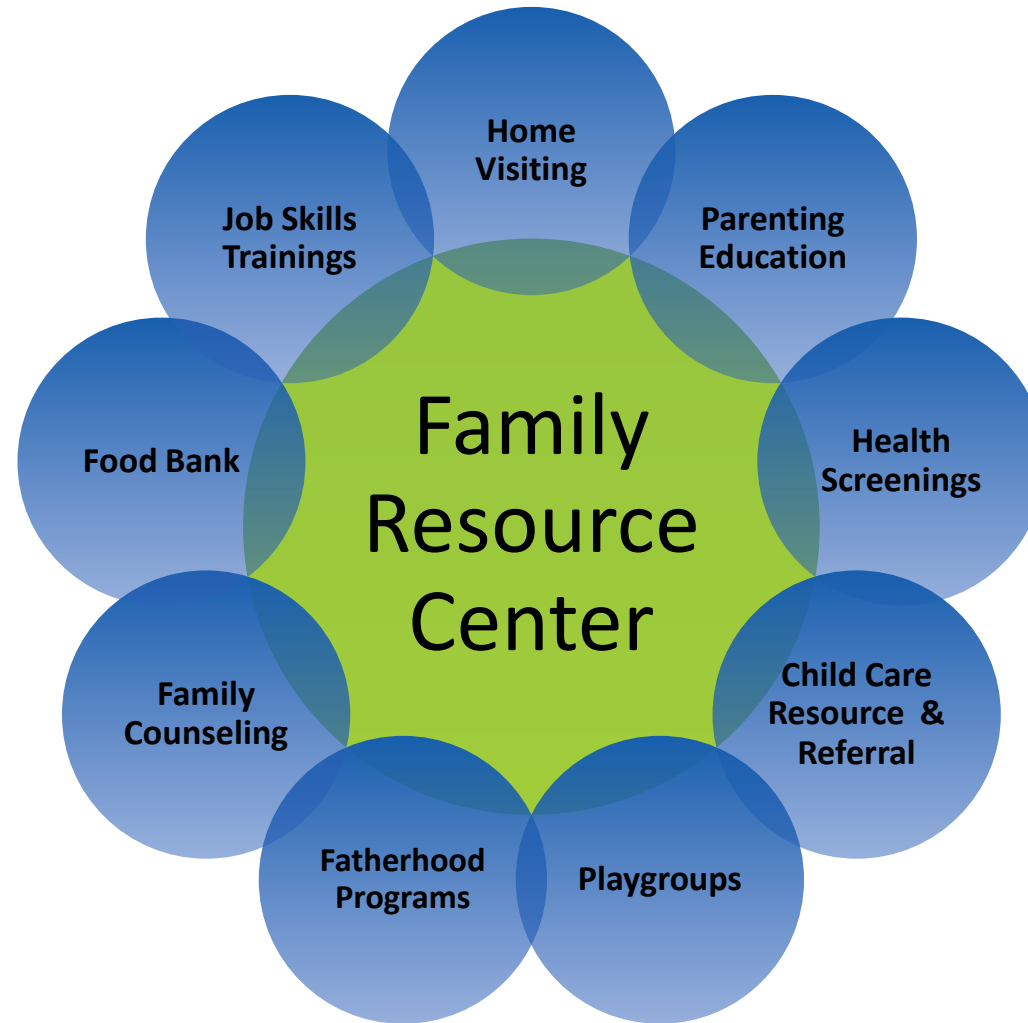 Home
Visiting
Parenting
Education
Health
Screenings
Child Care
Resource & 
Referral
Playgroups
Fatherhood
Programs
Family
Counseling
Food Bank
Job Skills
Trainings
Family
Resource
Center